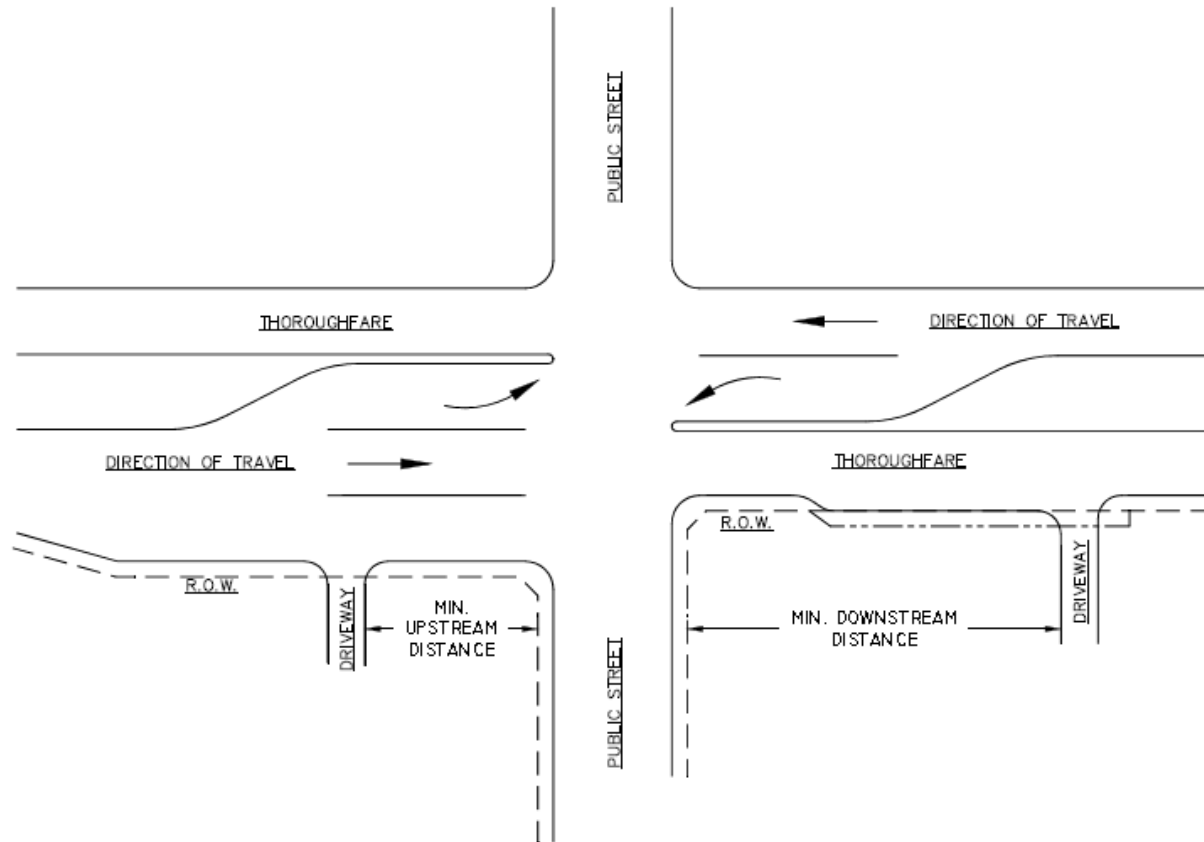 PUBLIC STREET
THOROUGHFARE
DIRECTION OF TRAVEL
DIRECTION OF TRAVEL
THOROUGHFARE
R.O.W.
R.O.W.
DRIVEWAY
MIN.
UPSTREAM
DISTANCE
MIN. DOWNSTREAM
DISTANCE
DRIVEWAY
PUBLIC STREET